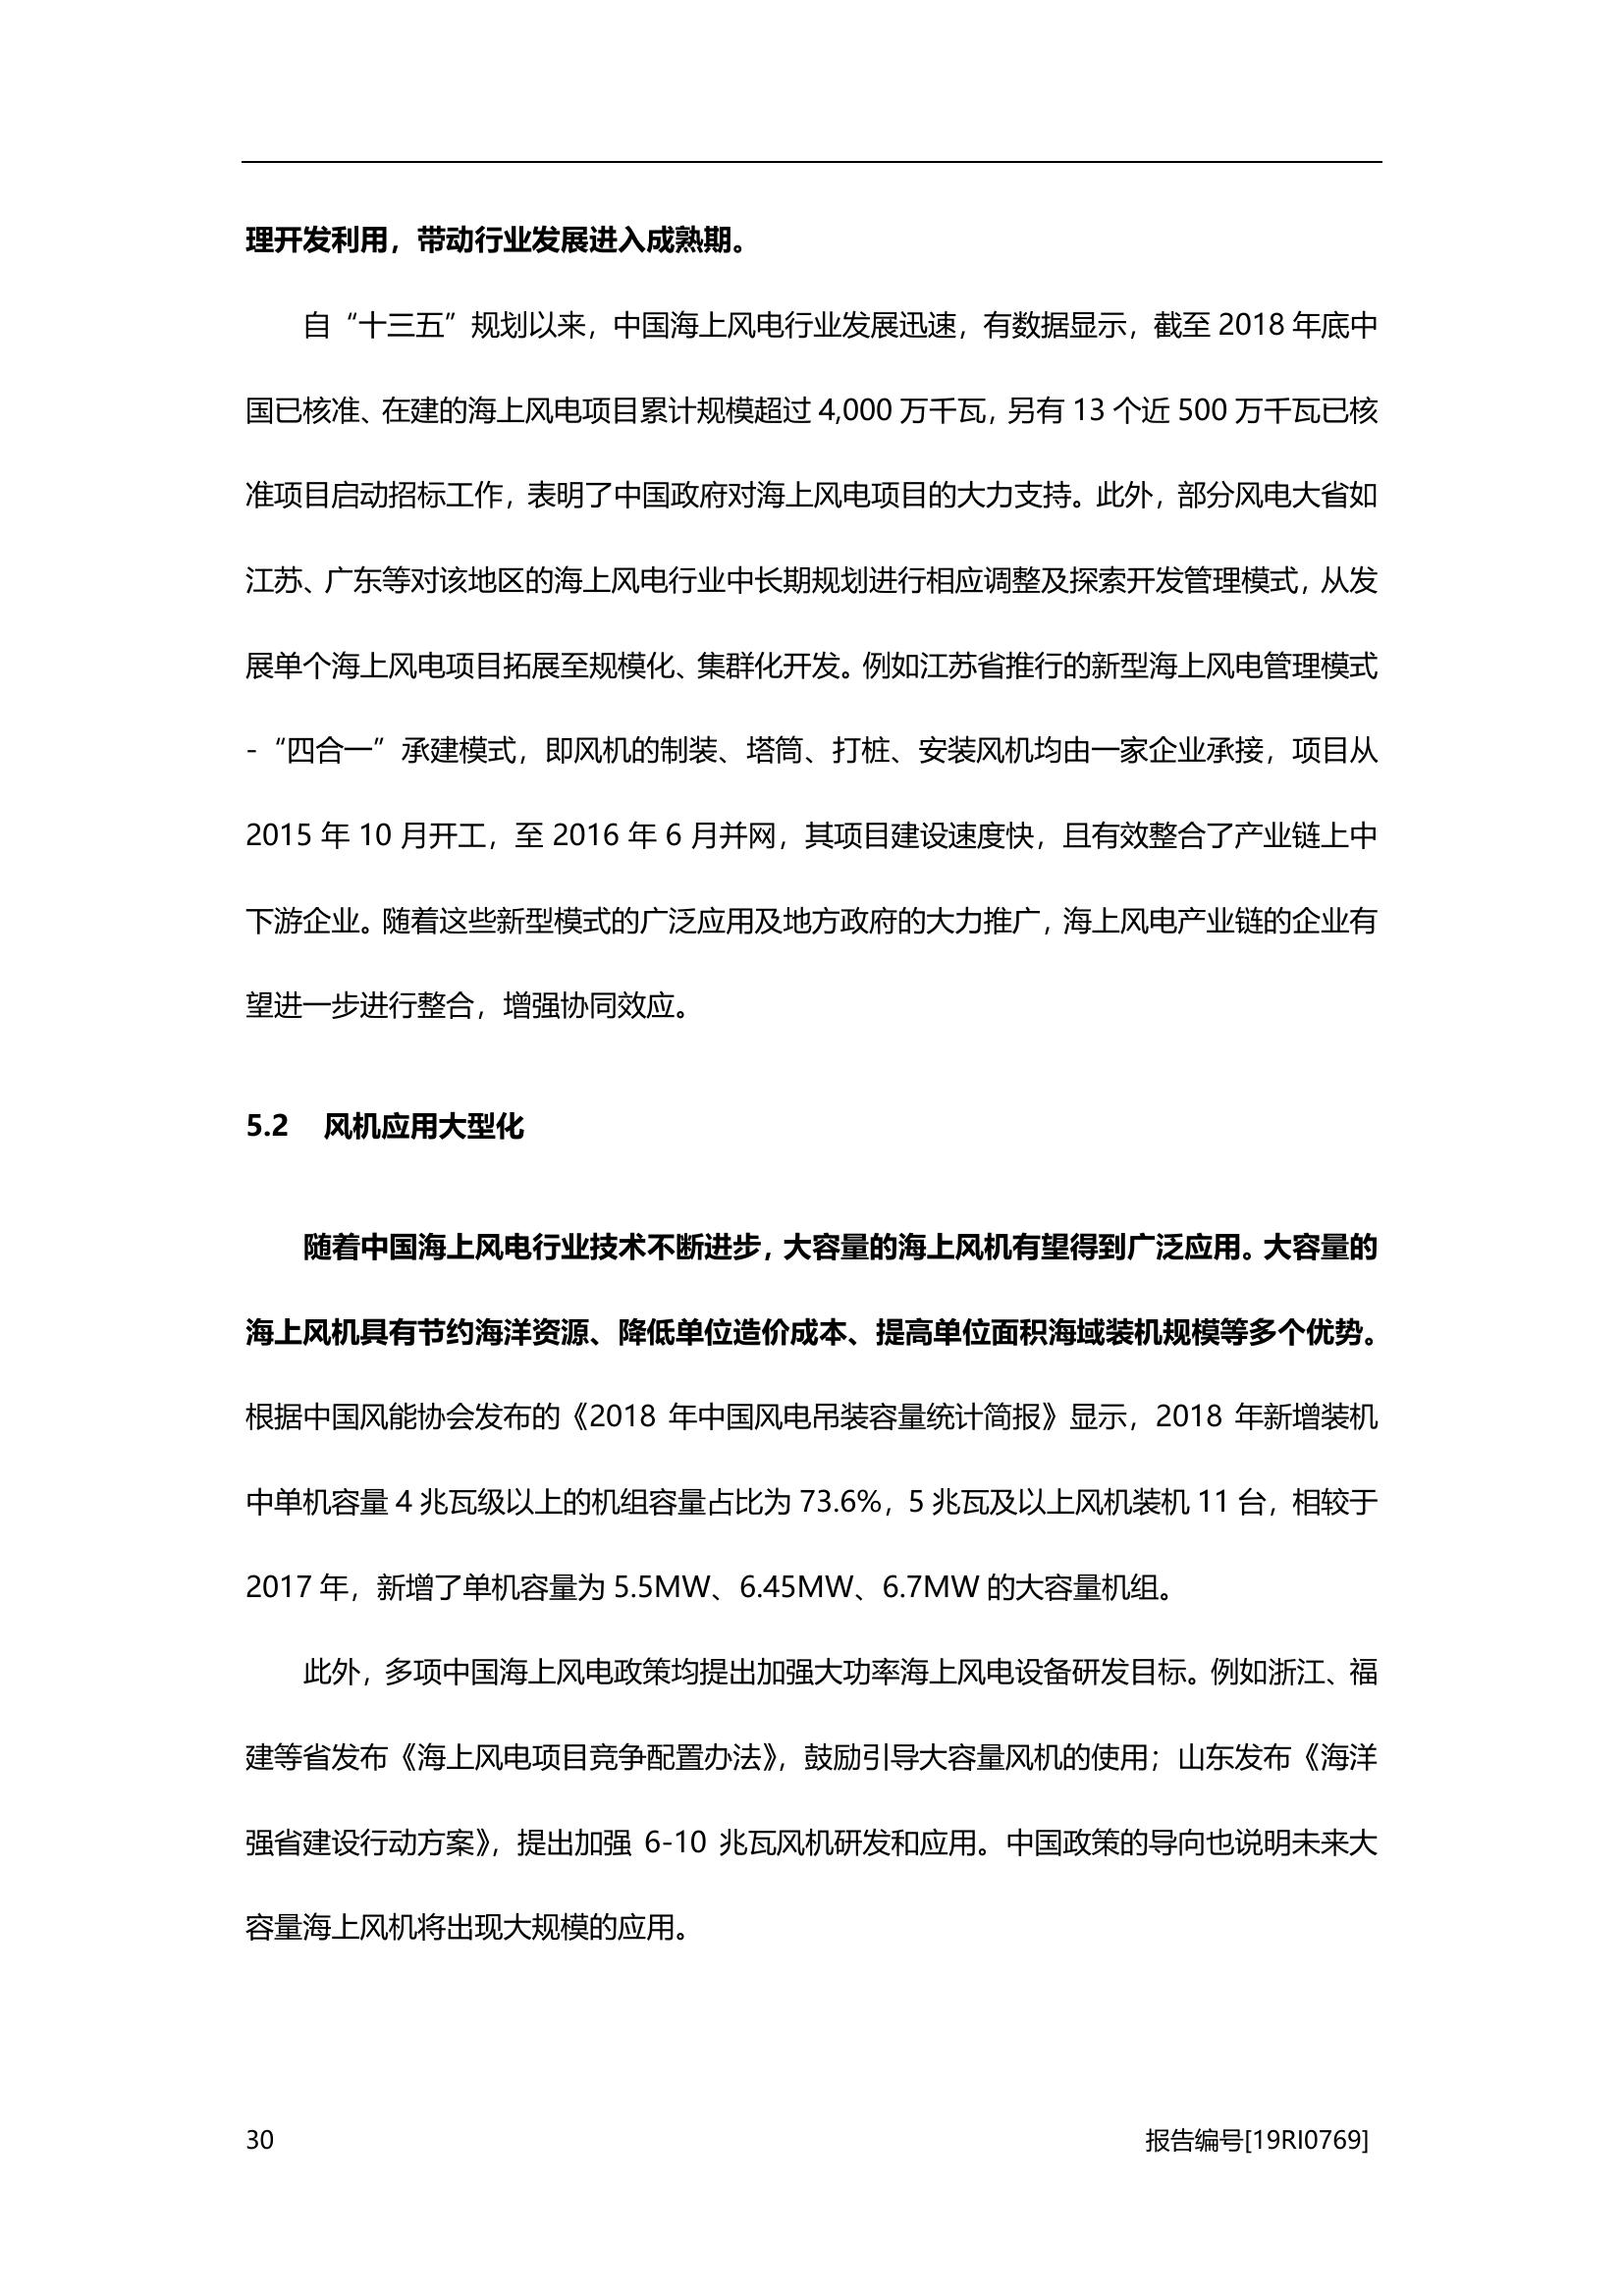 理开发利用，带动行业发展进入成熟期。
自“十三五”规划以来，中国海上风电行业发展迅速，有数据显示，截至 2018 年底中
国已核准、在建的海上风电项目累计规模超过 4,000 万千瓦，另有 13 个近 500 万千瓦已核
准项目启动招标工作，表明了中国政府对海上风电项目的大力支持。此外，部分风电大省如
江苏、广东等对该地区的海上风电行业中长期规划进行相应调整及探索开发管理模式，从发
展单个海上风电项目拓展至规模化、集群化开发。例如江苏省推行的新型海上风电管理模式
-“四合一”承建模式，即风机的制装、塔筒、打桩、安装风机均由一家企业承接，项目从
2015 年 10 月开工，至 2016 年 6 月并网，其项目建设速度快，且有效整合了产业链上中
下游企业。随着这些新型模式的广泛应用及地方政府的大力推广，海上风电产业链的企业有
望进一步进行整合，增强协同效应。
5.2 风机应用大型化
随着中国海上风电行业技术不断进步，大容量的海上风机有望得到广泛应用。大容量的
海上风机具有节约海洋资源、降低单位造价成本、提高单位面积海域装机规模等多个优势。
根据中国风能协会发布的《2018 年中国风电吊装容量统计简报》显示，2018 年新增装机
中单机容量 4 兆瓦级以上的机组容量占比为 73.6%，5 兆瓦及以上风机装机 11 台，相较于
2017 年，新增了单机容量为 5.5MW、6.45MW、6.7MW 的大容量机组。
此外，多项中国海上风电政策均提出加强大功率海上风电设备研发目标。例如浙江、福
建等省发布《海上风电项目竞争配置办法》，鼓励引导大容量风机的使用；山东发布《海洋
强省建设行动方案》，提出加强 6-10 兆瓦风机研发和应用。中国政策的导向也说明未来大
容量海上风机将出现大规模的应用。
30 报告编号[19RI0769]